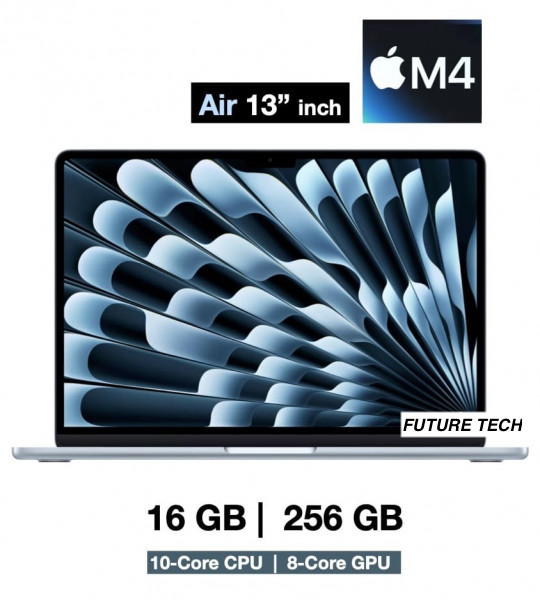 M4
Air 13” inch
FUTURE TECH
16 GB | 256 GB
10-Core CPU | 8-Core GPU